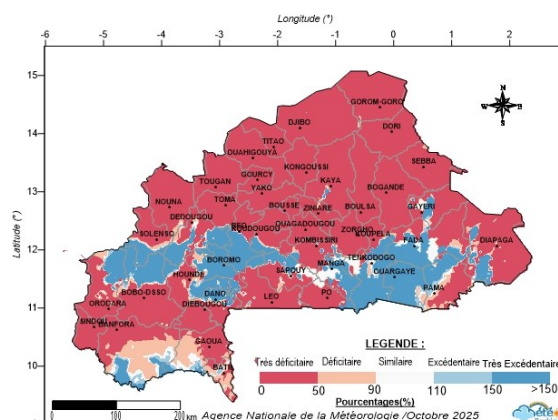 Longitude (°)
-6 -5 -4 -3 -2 -1 0 1 2
15
N
W E
S
GOROM-GORO
DJIBO
DORI
14
TITAO
OUAHIGOUYA
KONGOUSSI
SEBBA
GOURCY
KAYA
TOUGAN
YAKO
BOGANDE
13
NOUNA
TOMA
BOUSSE
ZINIARE
BOULSA
GAYERI
DEDOUGOU
OUAGADOUGOU
SOLENSO
KOUDOUGOU
ZORGHO
KOUPELA
KOMBISSIRI
FADA
DIAPAGA
Latitude (°)
12
BOROMO
TENKODOGO
MANGA
HOUNDE
SAPOUY
OUARGAYE
BOBO-OSSO
DANO
PAMA
LEO
PO
11
ORODARA
DIEBOUGOU
SINDOU
BANFORA
GAOUA
LEGENDE :
10
BATIE
Très déficitaire Déficitaire Similaire Excédentaire Très Excédentaire
0 50 90 110 150 >150
Pourcentages(%)
0 100 200 km
Agence Nationale de la Météorologie /Octobre 2025